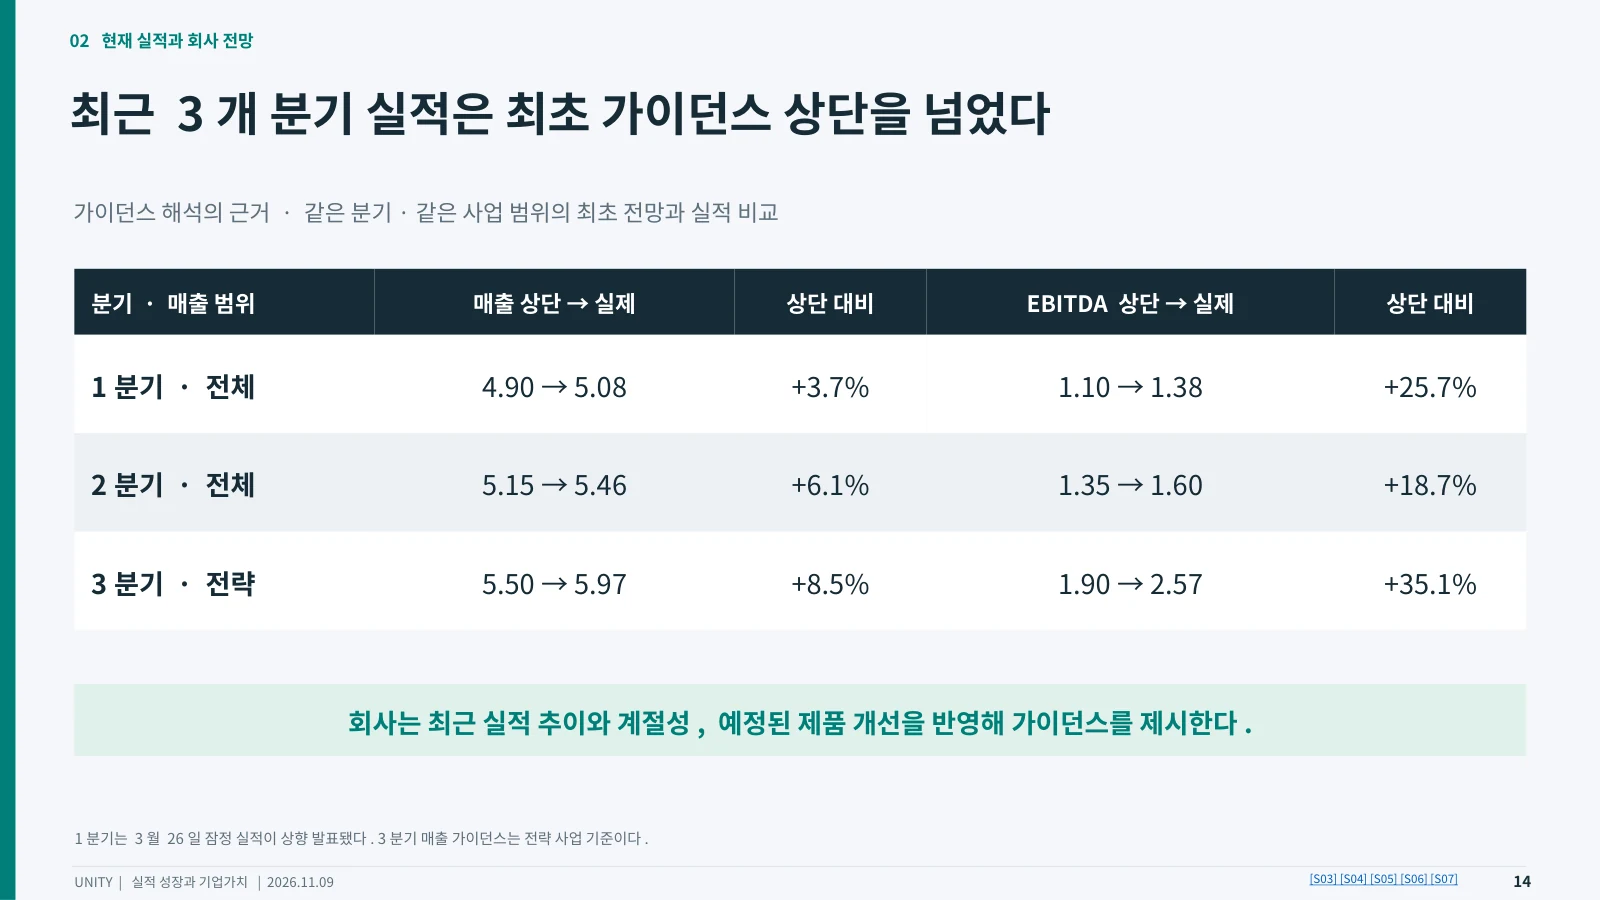 02 현재 실적과 회사 전망
최근 3 개 분기 실적은 최초 가이던스 상단을 넘었다
가이던스 해석의 근거 · 같은 분기 · 같은 사업 범위의 최초 전망과 실적 비교
분기 · 매출 범위 매출 상단 → 실제 상단 대비 EBITDA 상단 → 실제 상단 대비
1 분기 · 전체 4.90 → 5.08 +3.7% 1.10 → 1.38 +25.7%
2 분기 · 전체 5.15 → 5.46 +6.1% 1.35 → 1.60 +18.7%
3 분기 · 전략 5.50 → 5.97 +8.5% 1.90 → 2.57 +35.1%
회사는 최근 실적 추이와 계절성 , 예정된 제품 개선을 반영해 가이던스를 제시한다 .
1 분기는 3 월 26 일 잠정 실적이 상향 발표됐다 . 3 분기 매출 가이던스는 전략 사업 기준이다 .
UNITY | 실적 성장과 기업가치 | 2026.11.09 [S03] [S04] [S05] [S06] [S07] 14